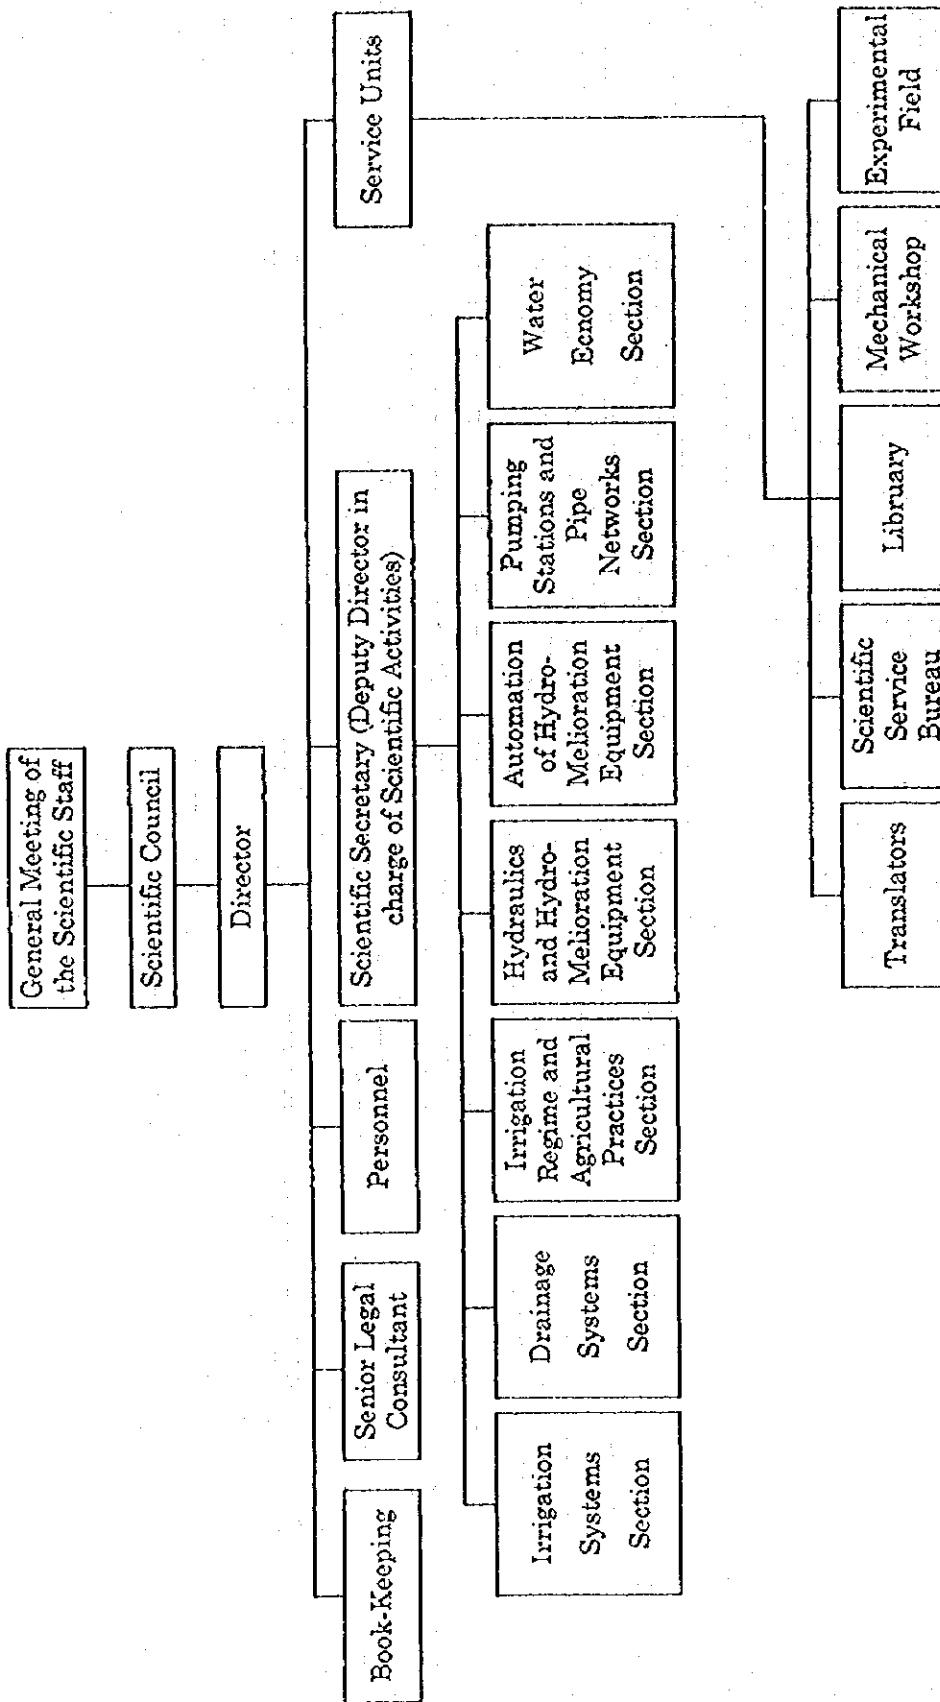 General Meeting of
the Scientific Staff
Scientific Council
Director
Book-Keeping
Senior Legal
Consultant
Personnel
Scientific Secretary (Deputy Director in
charge of Scientific Activities)
Service Units
Irrigation
Systems
Section
Drainage
Systems
Section
Irrigation
Regime and
Agricultural
Practices
Section
Hydraulics
and Hydro-
Melioration
Equipment
Section
Automation
of Hydro-
Melioration
Equipment
Section
Pumping
Stations and
Pipe
Networks
Section
Water
Ecnomy
Section
Translators
Scientific
Service
Bureau
Libruary
Mechanical
Workshop
Experimental
Field